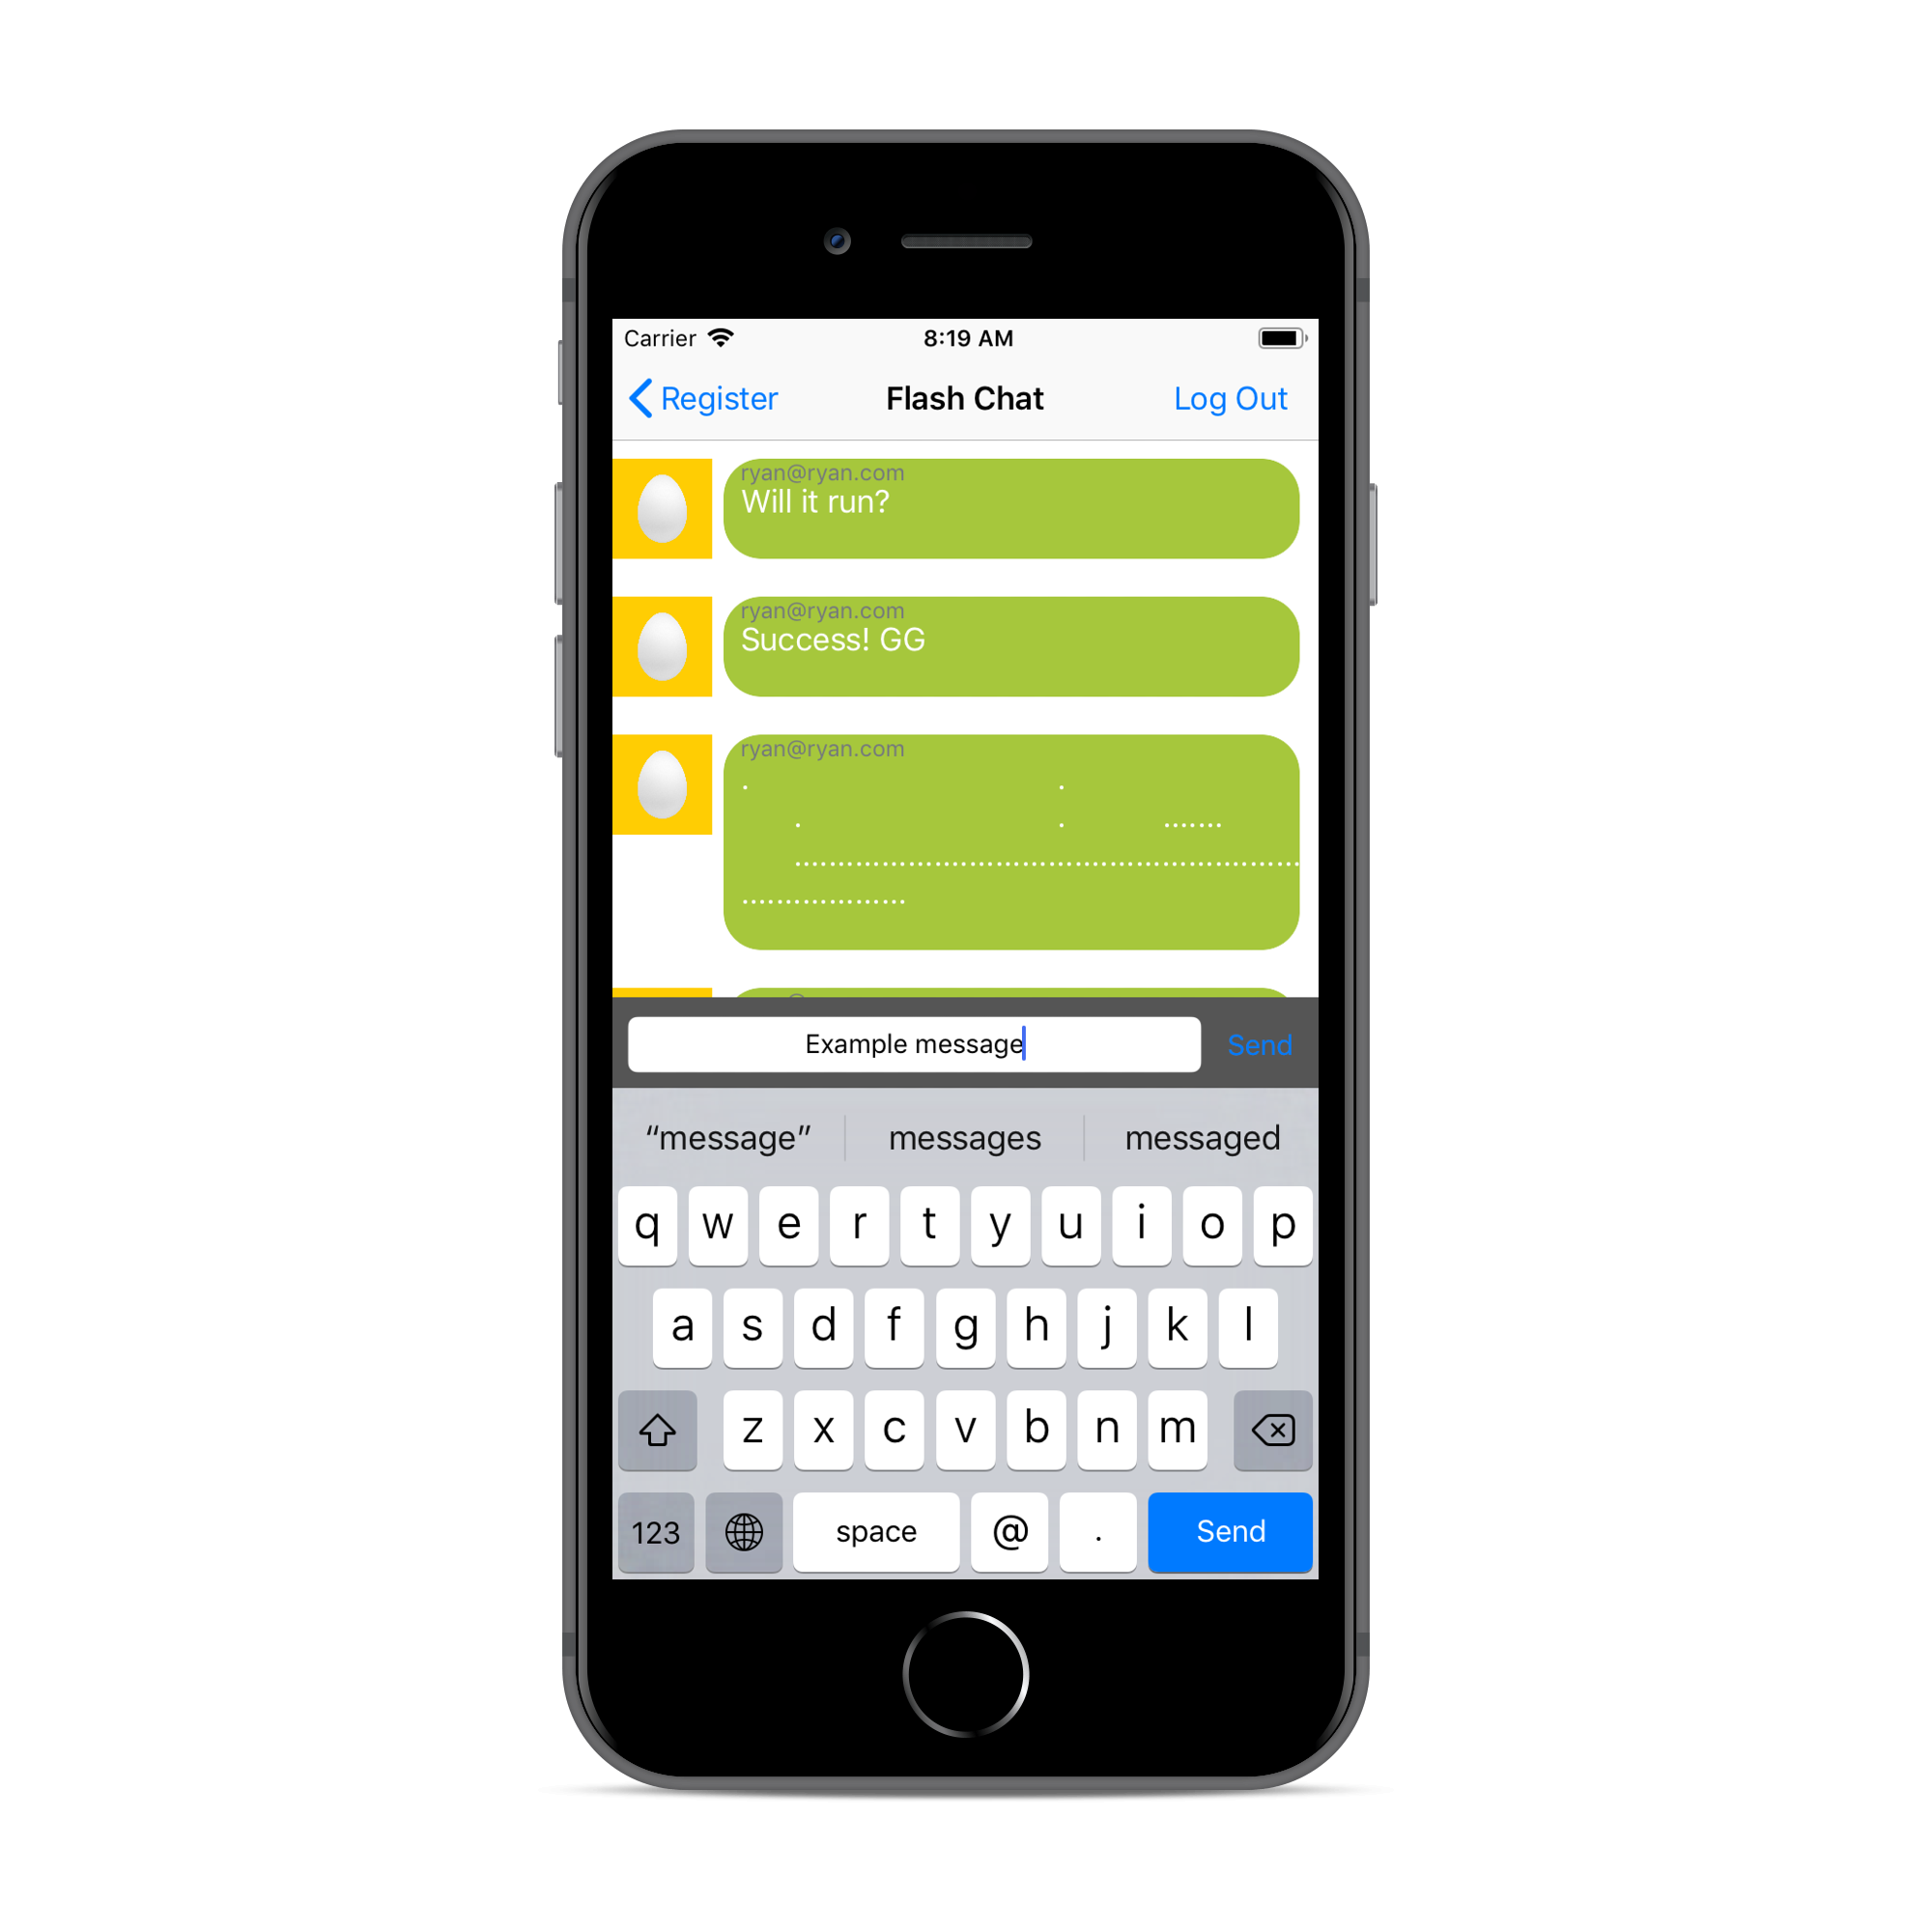 Carrier 8:19 AM
Register Flash Chat Log Out
ryan@ryan.com
Will it run?
ryan@ryan.com
Success! GG
ryan@ryan.com
. .
. . .......
..........................................................
...................
Example message Send
“message” messages messaged
q w e r t y u i o p
a s d f g h j k l
z x c v b n m
123 space @ . Send